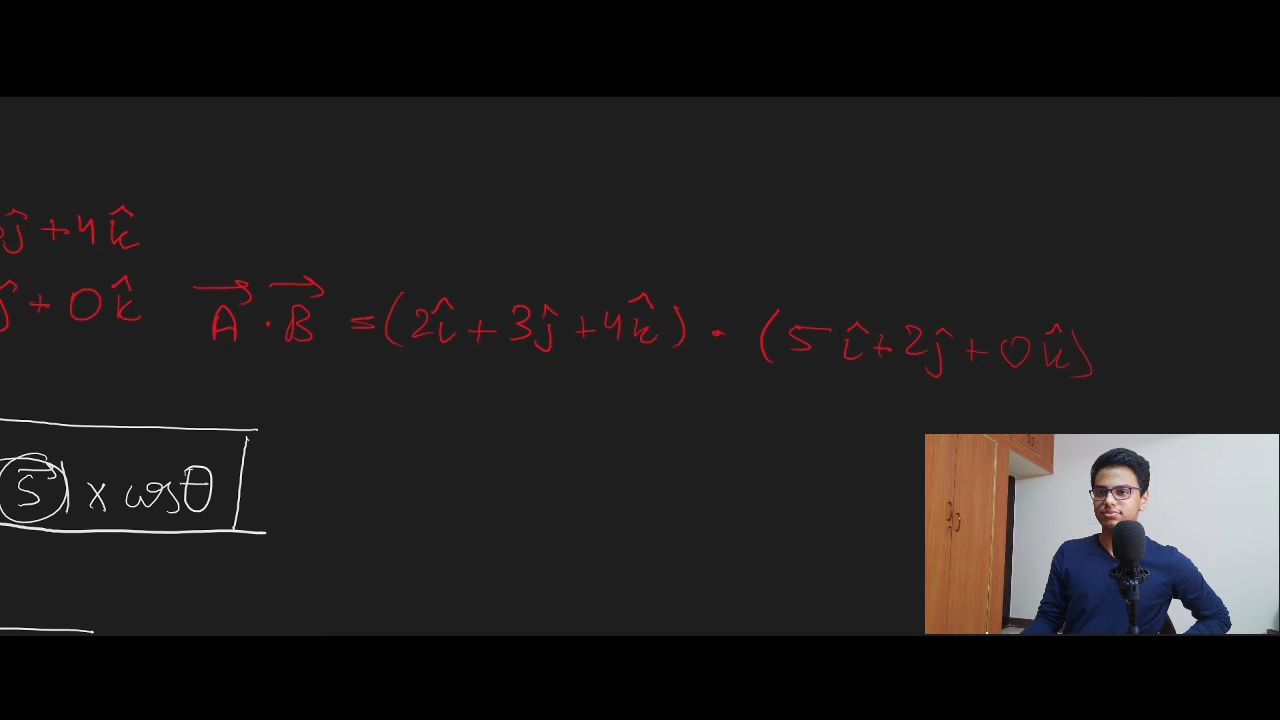 ĵ + 4k̂
ĵ + 0k̂
A⃗ · B⃗ = (2î + 3ĵ + 4k̂) · (5î + 2ĵ + 0k̂)
S⃗| × cosθ